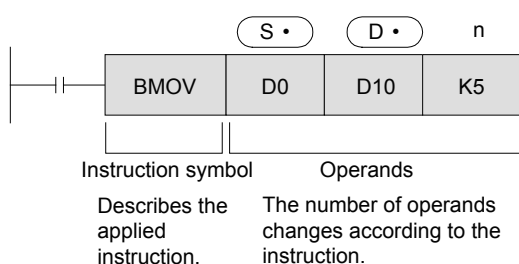 S • D • n
BMOV D0 D10 K5
Instruction symbol Operands
Describes the
applied
instruction.
The number of operands
changes according to the
instruction.